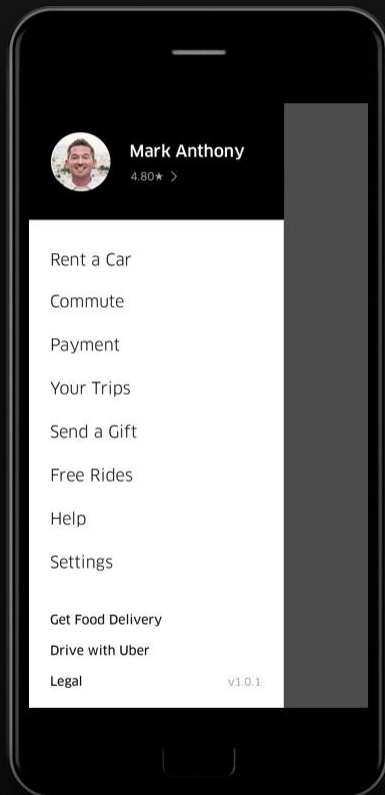 Mark Anthony
4.80★
Rent a Car
Commute
Payment
Your Trips
Send a Gift
Free Rides
Help
Settings
Get Food Delivery
Drive with Uber
Legal v1.0.1